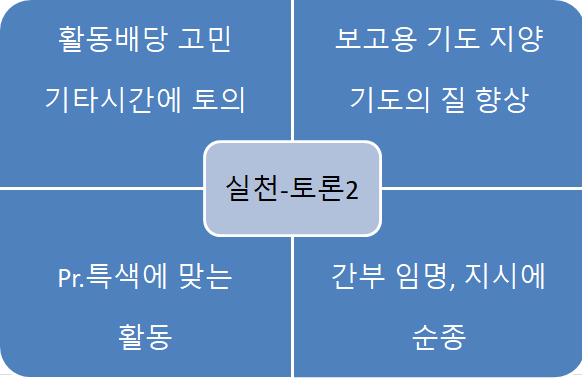 활동배당 고민
기타시간에 토의
보고용 기도 지양
기도의 질 향상
실천-토론2
Pr.특색에 맞는
활동
간부 임명, 지시에
순종